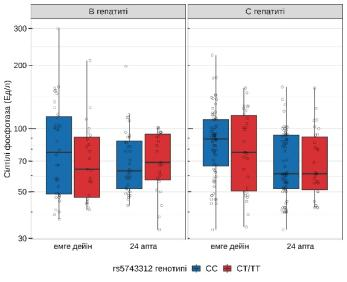 В гепатиті
С гепатиті
Сілтілі фосфотаза (Ед/л)
300
200
100
70
50
30
емге дейін
24 апта
емге дейін
24 апта
rs5743312 генотипі
CC
CT/TT